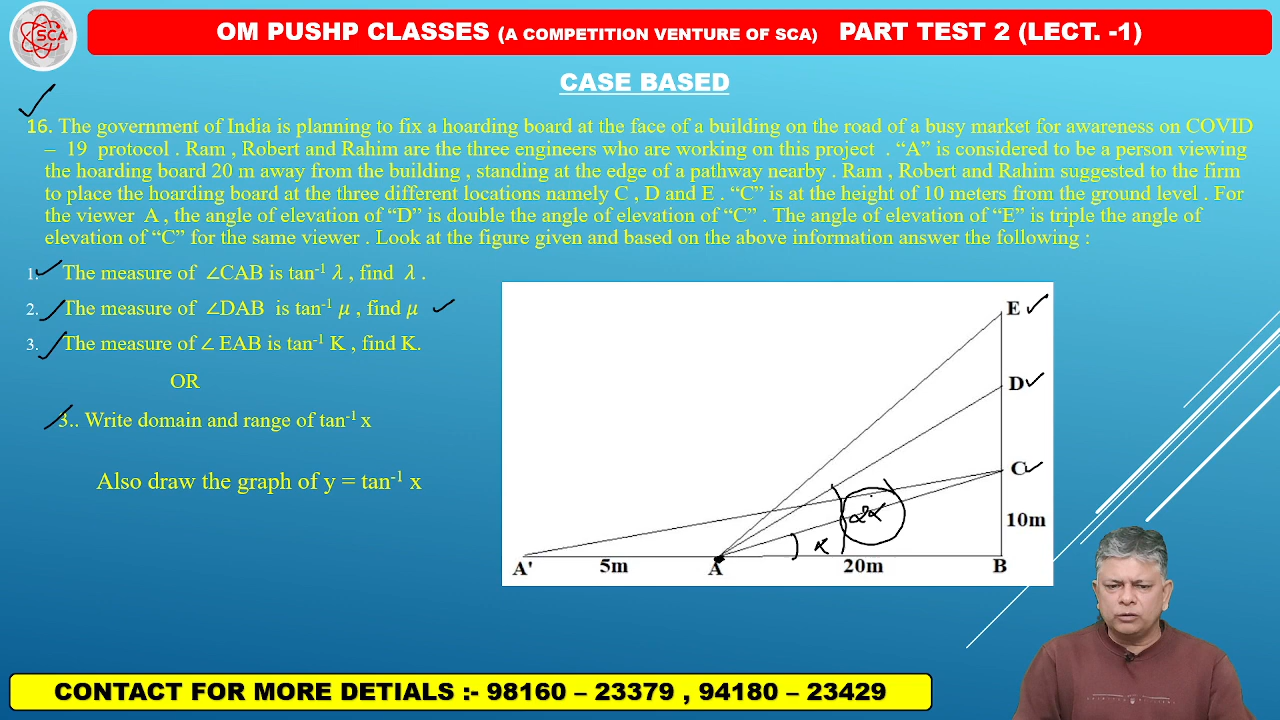 SCA
OM PUSHP CLASSES (A COMPETITION VENTURE OF SCA) PART TEST 2 (LECT. -1)
CASE BASED
16. The government of India is planning to fix a hoarding board at the face of a building on the road of a busy market for awareness on COVID
– 19 protocol . Ram , Robert and Rahim are the three engineers who are working on this project . “A” is considered to be a person viewing
the hoarding board 20 m away from the building , standing at the edge of a pathway nearby . Ram , Robert and Rahim suggested to the firm
to place the hoarding board at the three different locations namely C , D and E . “C” is at the height of 10 meters from the ground level . For
the viewer A , the angle of elevation of “D” is double the angle of elevation of “C” . The angle of elevation of “E” is triple the angle of
elevation of “C” for the same viewer . Look at the figure given and based on the above information answer the following :
1. The measure of ∠CAB is tan⁻¹ λ , find λ .
2. The measure of ∠DAB is tan⁻¹ μ , find μ
3. The measure of ∠ EAB is tan⁻¹ K , find K.
OR
3.. Write domain and range of tan⁻¹ x
Also draw the graph of y = tan⁻¹ x
E
D
C
2α
α
10m
A' 5m A 20m B
CONTACT FOR MORE DETIALS :- 98160 – 23379 , 94180 – 23429